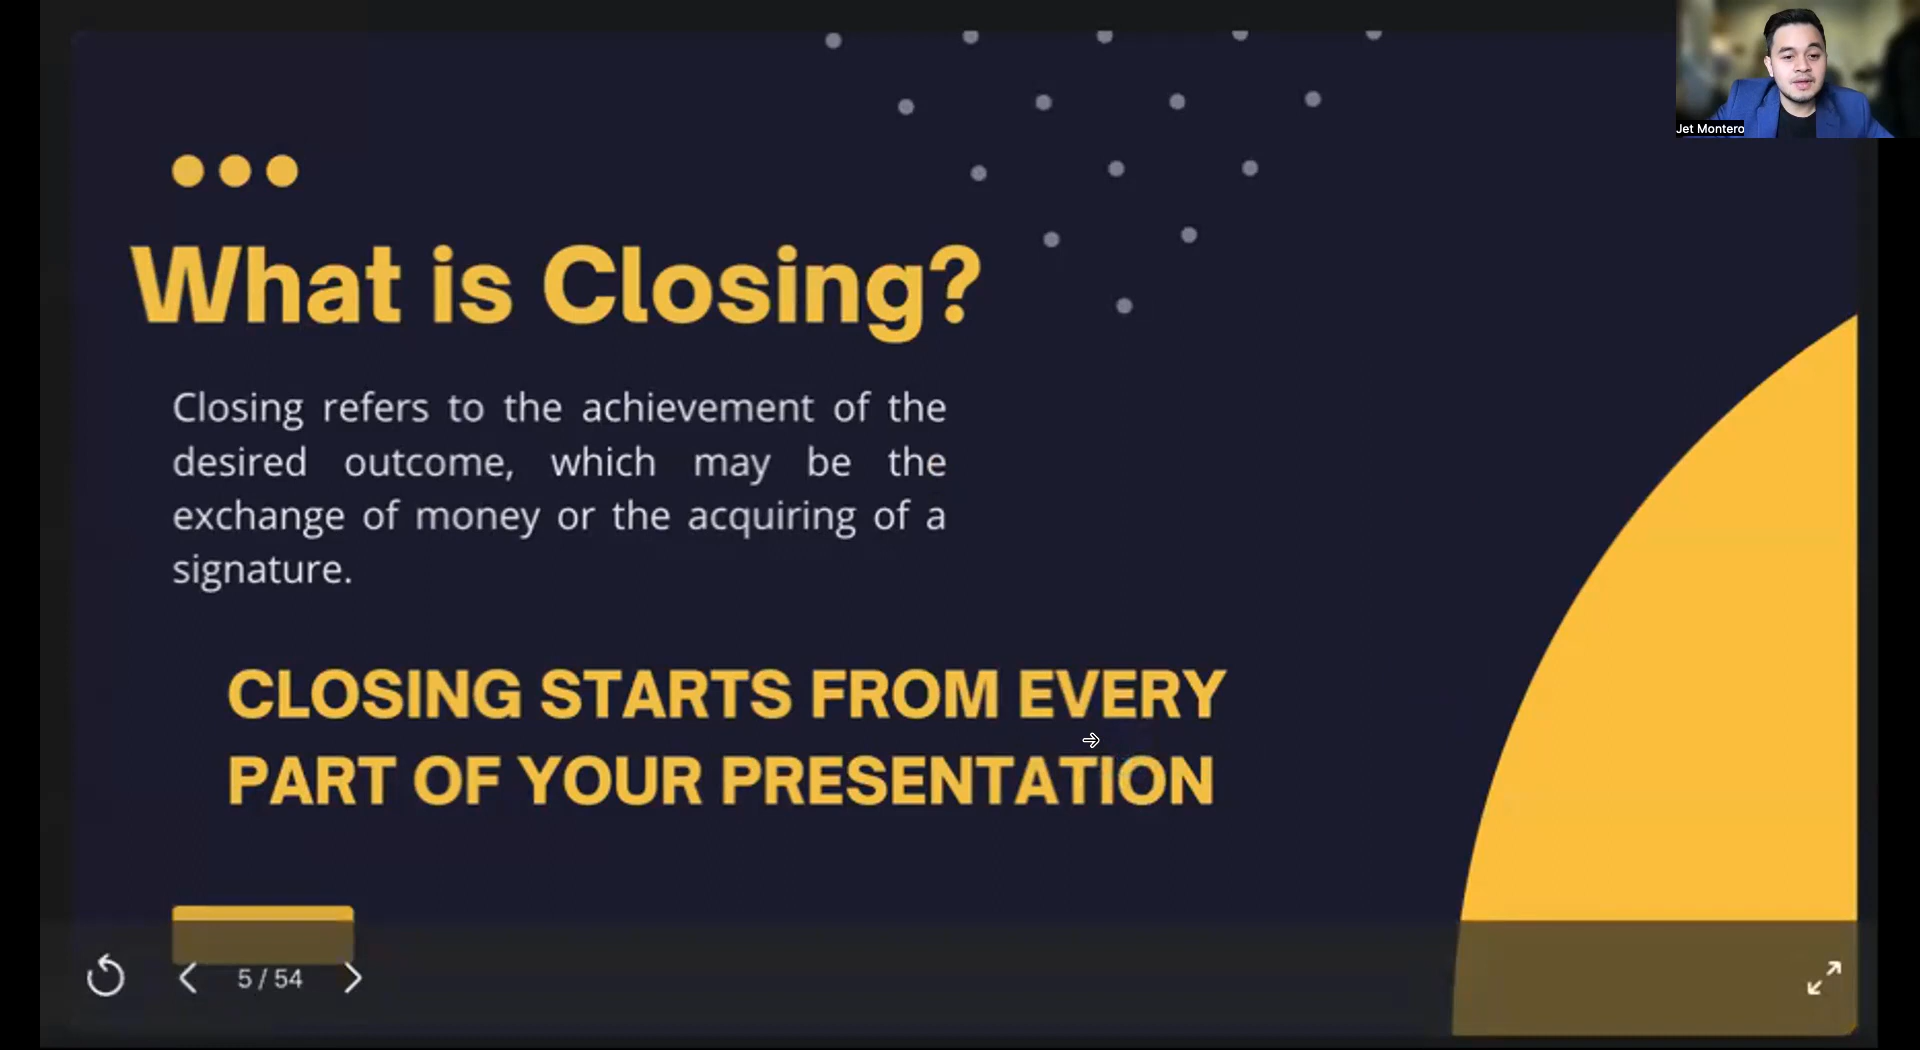 Jet Montero
What is Closing?
Closing refers to the achievement of the
desired outcome, which may be the
exchange of money or the acquiring of a
signature.
CLOSING STARTS FROM EVERY
PART OF YOUR PRESENTATION
5 / 54